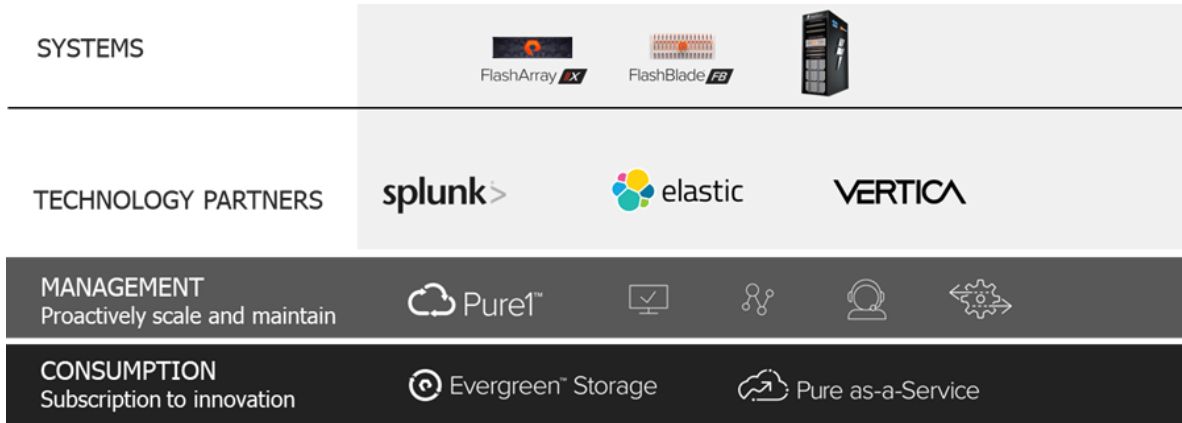 SYSTEMS
FlashArray //X
FlashBlade FB
TECHNOLOGY PARTNERS
splunk>
elastic
VERTICA
MANAGEMENT
Proactively scale and maintain
Pure1™
CONSUMPTION
Subscription to innovation
Evergreen™ Storage
Pure as-a-Service